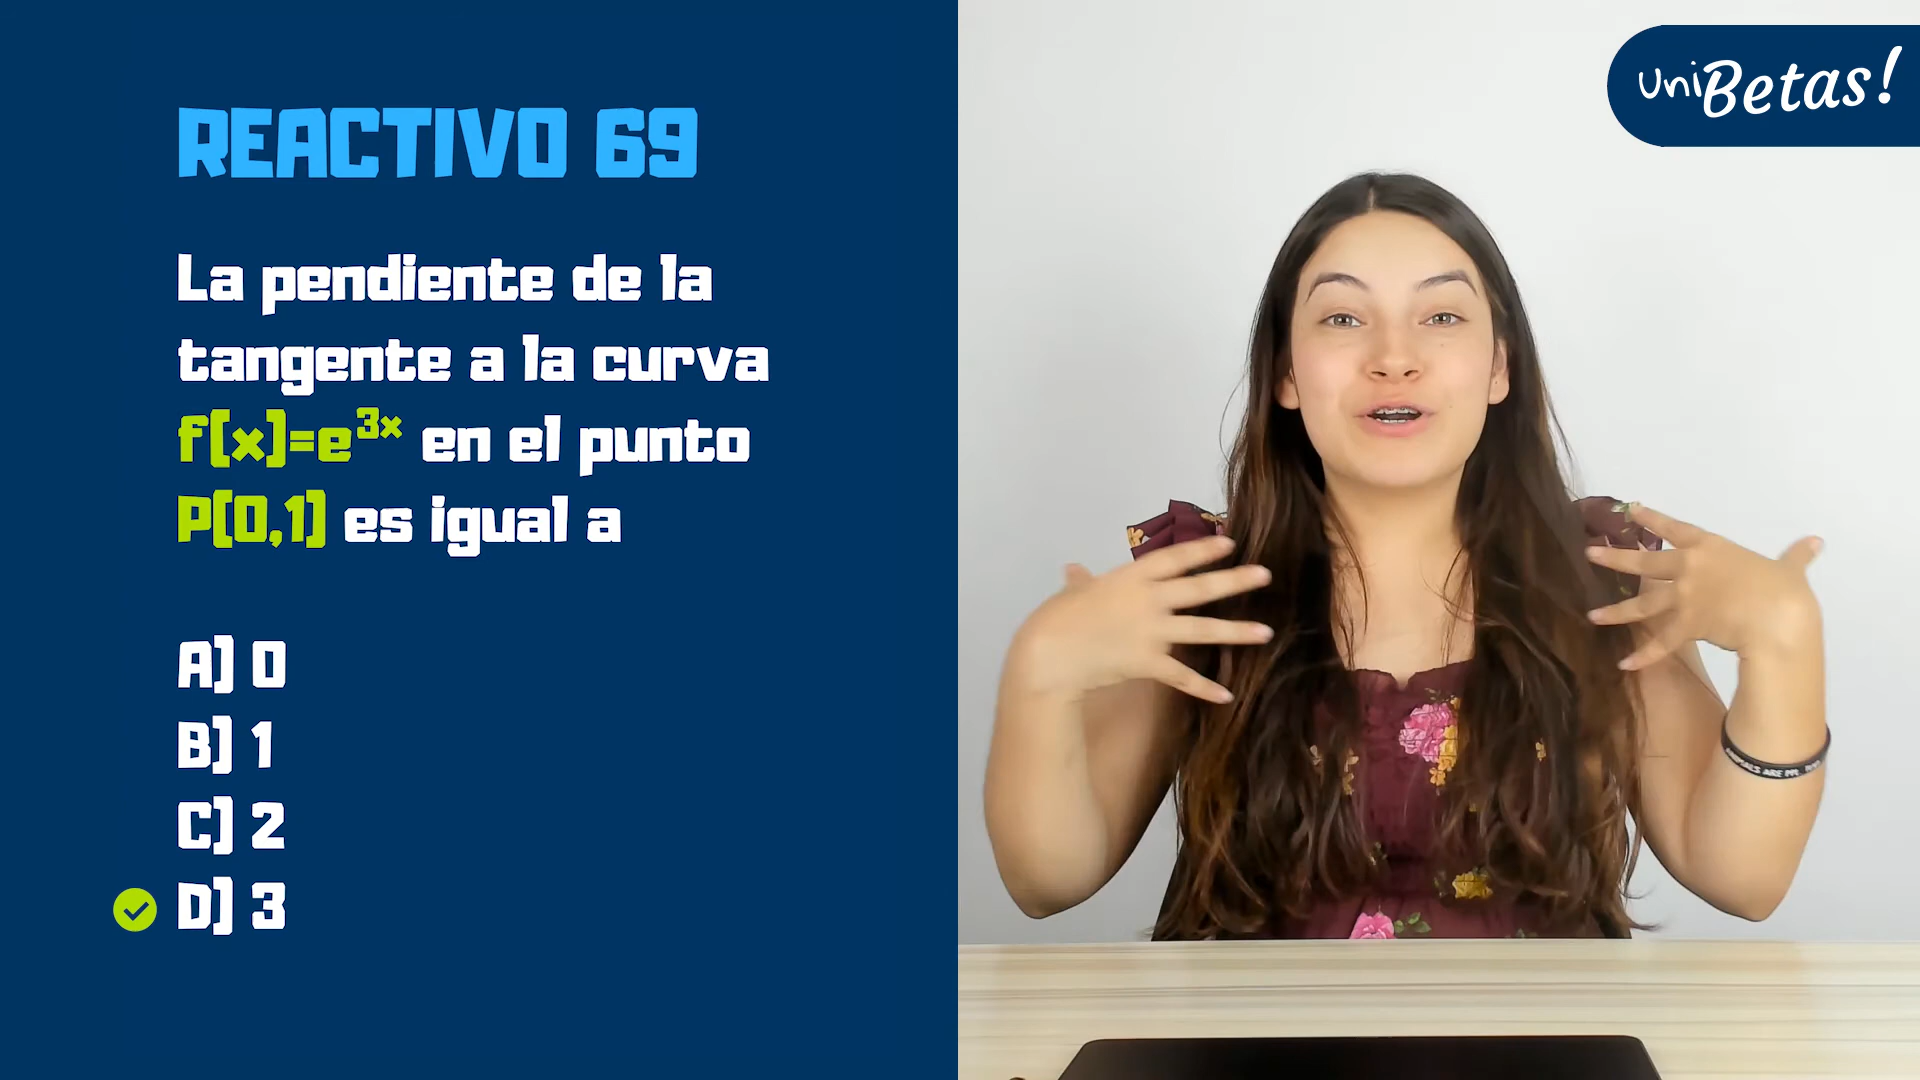 REACTIVO 69
La pendiente de la
tangente a la curva
f(x)=e³ˣ en el punto
P(0,1) es igual a
A) 0
B) 1
C) 2
D) 3
uniBetas!